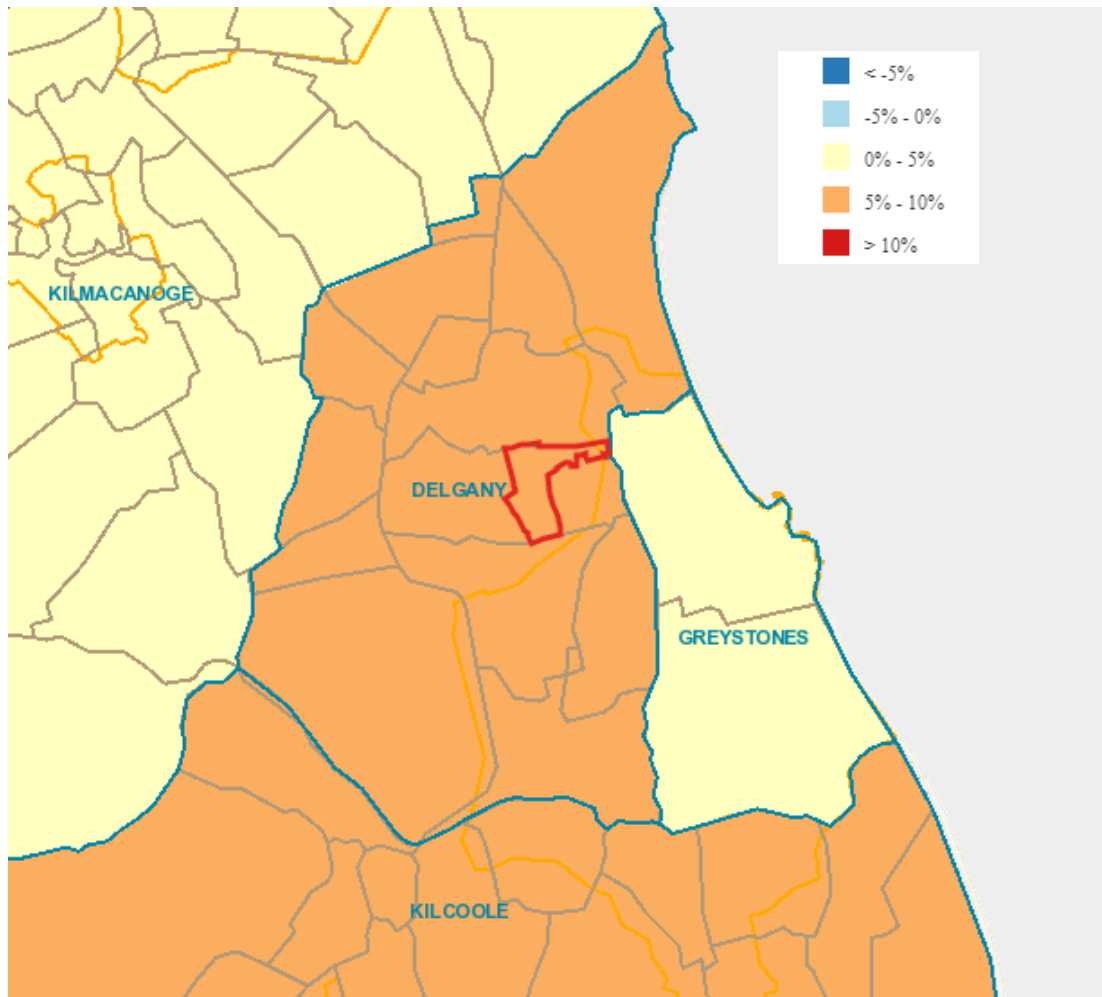 < -5%
-5% - 0%
0% - 5%
5% - 10%
> 10%
KILMACANOGE
DELGANY
GREYSTONES
KILCOOLE